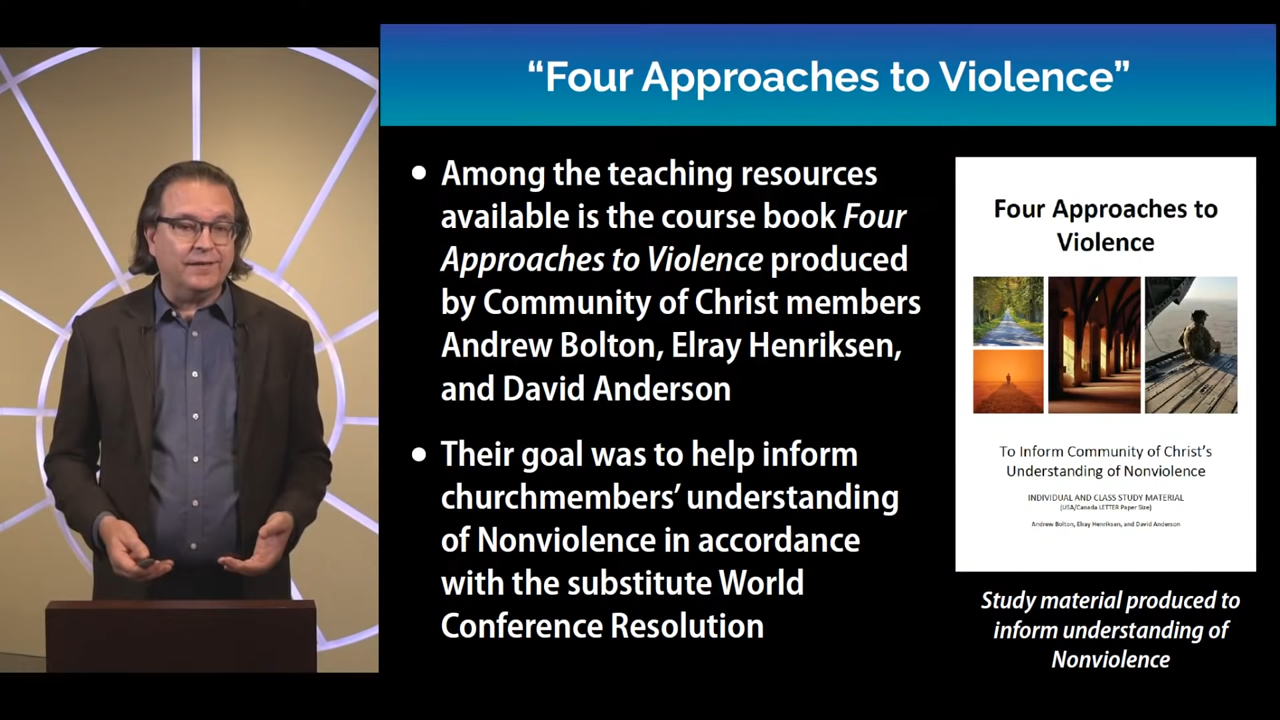 “Four Approaches to Violence”
• Among the teaching resources
available is the course book Four
Approaches to Violence produced
by Community of Christ members
Andrew Bolton, Elray Henriksen,
and David Anderson
• Their goal was to help inform
churchmembers’ understanding
of Nonviolence in accordance
with the substitute World
Conference Resolution
Four Approaches to
Violence
To Inform Community of Christ’s
Understanding of Nonviolence
INDIVIDUAL AND CLASS STUDY MATERIAL
(USA/Canada LETTER Paper Size)
Andrew Bolton, Elray Henriksen, and David Anderson
Study material produced to
inform understanding of
Nonviolence